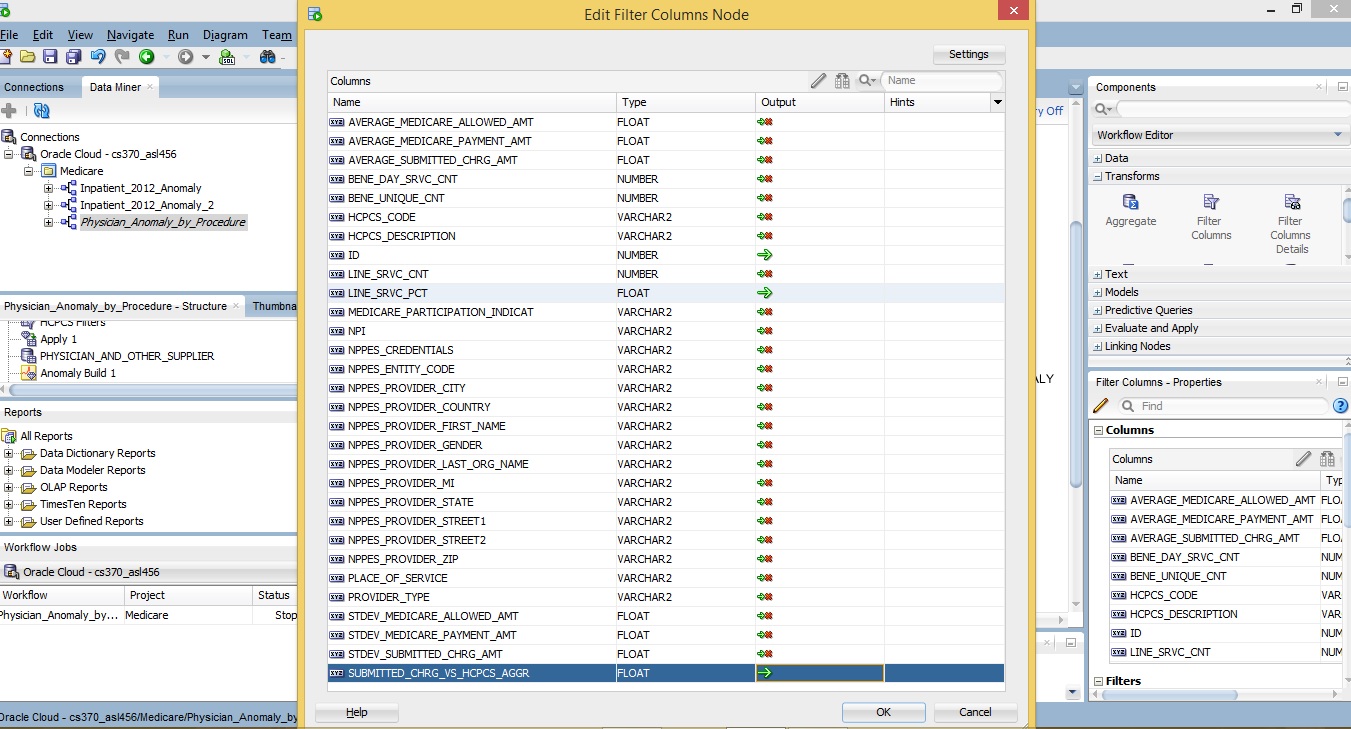 Edit Filter Columns Node
File Edit View Navigate Run Diagram Team
Connections Data Miner
Connections
Oracle Cloud - cs370_asl456
Medicare
Inpatient_2012_Anomaly
Inpatient_2012_Anomaly_2
Physician_Anomaly_by_Procedure
Physician_Anomaly_by_Procedure - Structure Thumbna
HCPCS Filters
Apply 1
PHYSICIAN_AND_OTHER_SUPPLIER
Anomaly Build 1
Reports
All Reports
Data Dictionary Reports
Data Modeler Reports
OLAP Reports
TimesTen Reports
User Defined Reports
Workflow Jobs
Oracle Cloud - cs370_asl456
Workflow Project Status
Physician_Anomaly_by... Medicare Stop
Oracle Cloud - cs370_asl456/Medicare/Physician_Anomaly_by
Settings
Columns Name
Name Type Output Hints
AVERAGE_MEDICARE_ALLOWED_AMT FLOAT
AVERAGE_MEDICARE_PAYMENT_AMT FLOAT
AVERAGE_SUBMITTED_CHRG_AMT FLOAT
BENE_DAY_SRVC_CNT NUMBER
BENE_UNIQUE_CNT NUMBER
HCPCS_CODE VARCHAR2
HCPCS_DESCRIPTION VARCHAR2
ID NUMBER
LINE_SRVC_CNT NUMBER
LINE_SRVC_PCT FLOAT
MEDICARE_PARTICIPATION_INDICAT VARCHAR2
NPI VARCHAR2
NPPES_CREDENTIALS VARCHAR2
NPPES_ENTITY_CODE VARCHAR2
NPPES_PROVIDER_CITY VARCHAR2
NPPES_PROVIDER_COUNTRY VARCHAR2
NPPES_PROVIDER_FIRST_NAME VARCHAR2
NPPES_PROVIDER_GENDER VARCHAR2
NPPES_PROVIDER_LAST_ORG_NAME VARCHAR2
NPPES_PROVIDER_MI VARCHAR2
NPPES_PROVIDER_STATE VARCHAR2
NPPES_PROVIDER_STREET1 VARCHAR2
NPPES_PROVIDER_STREET2 VARCHAR2
NPPES_PROVIDER_ZIP VARCHAR2
PLACE_OF_SERVICE VARCHAR2
PROVIDER_TYPE VARCHAR2
STDEV_MEDICARE_ALLOWED_AMT FLOAT
STDEV_MEDICARE_PAYMENT_AMT FLOAT
STDEV_SUBMITTED_CHRG_AMT FLOAT
SUBMITTED_CHRG_VS_HCPCS_AGGR FLOAT
Help OK Cancel
ry Off
ALY
Components
Workflow Editor
Data
Transforms
Aggregate Filter Columns Filter Columns Details
Text
Models
Predictive Queries
Evaluate and Apply
Linking Nodes
Filter Columns - Properties
Find
Columns
Columns
Name Typ
AVERAGE_MEDICARE_ALLOWED_AMT FLO
AVERAGE_MEDICARE_PAYMENT_AMT FLO
AVERAGE_SUBMITTED_CHRG_AMT FLO
BENE_DAY_SRVC_CNT NUM
BENE_UNIQUE_CNT NUM
HCPCS_CODE VAR
HCPCS_DESCRIPTION VAR
ID NUM
LINE_SRVC_CNT NUM
Filters